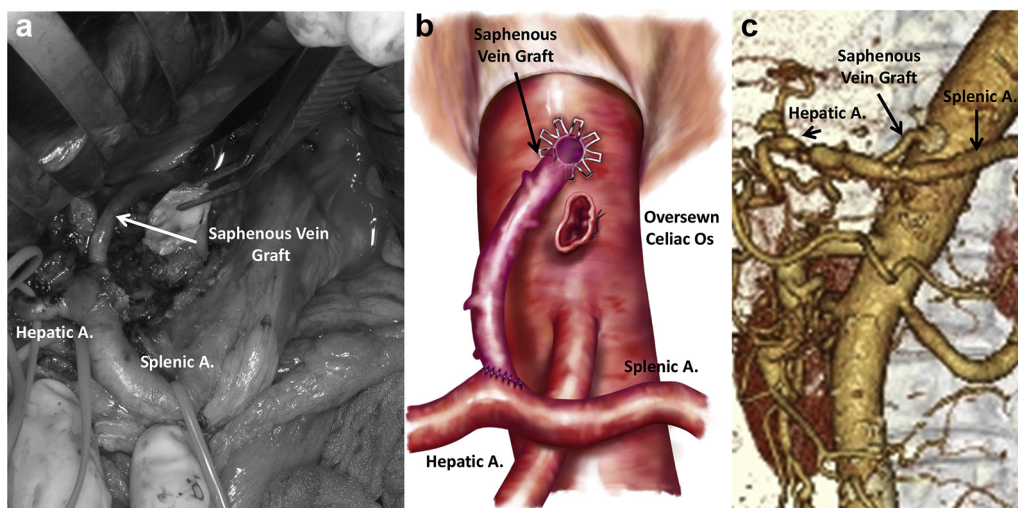 a
Saphenous Vein
Graft
Hepatic A.
Splenic A.
b
Saphenous
Vein Graft
Oversewn
Celiac Os
Splenic A.
Hepatic A.
c
Saphenous
Vein Graft
Hepatic A.
Splenic A.